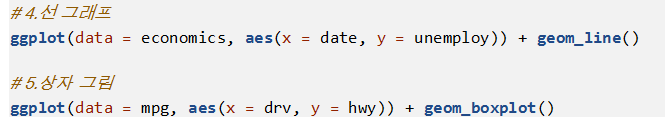 # 4.선 그래프
ggplot(data = economics, aes(x = date, y = unemploy)) + geom_line()
# 5.상자 그림
ggplot(data = mpg, aes(x = drv, y = hwy)) + geom_boxplot()